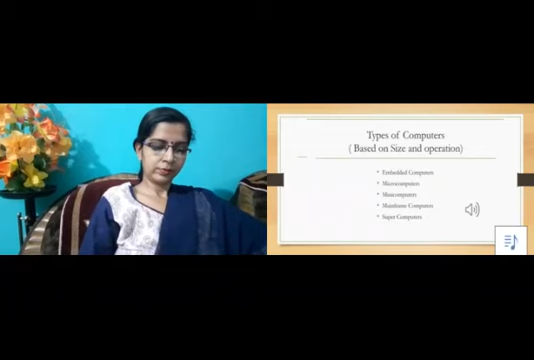 Types of Computers
( Based on Size and operation)
• Embedded Computers
• Microcomputers
• Minicomputers
• Mainframe Computers
• Super Computers